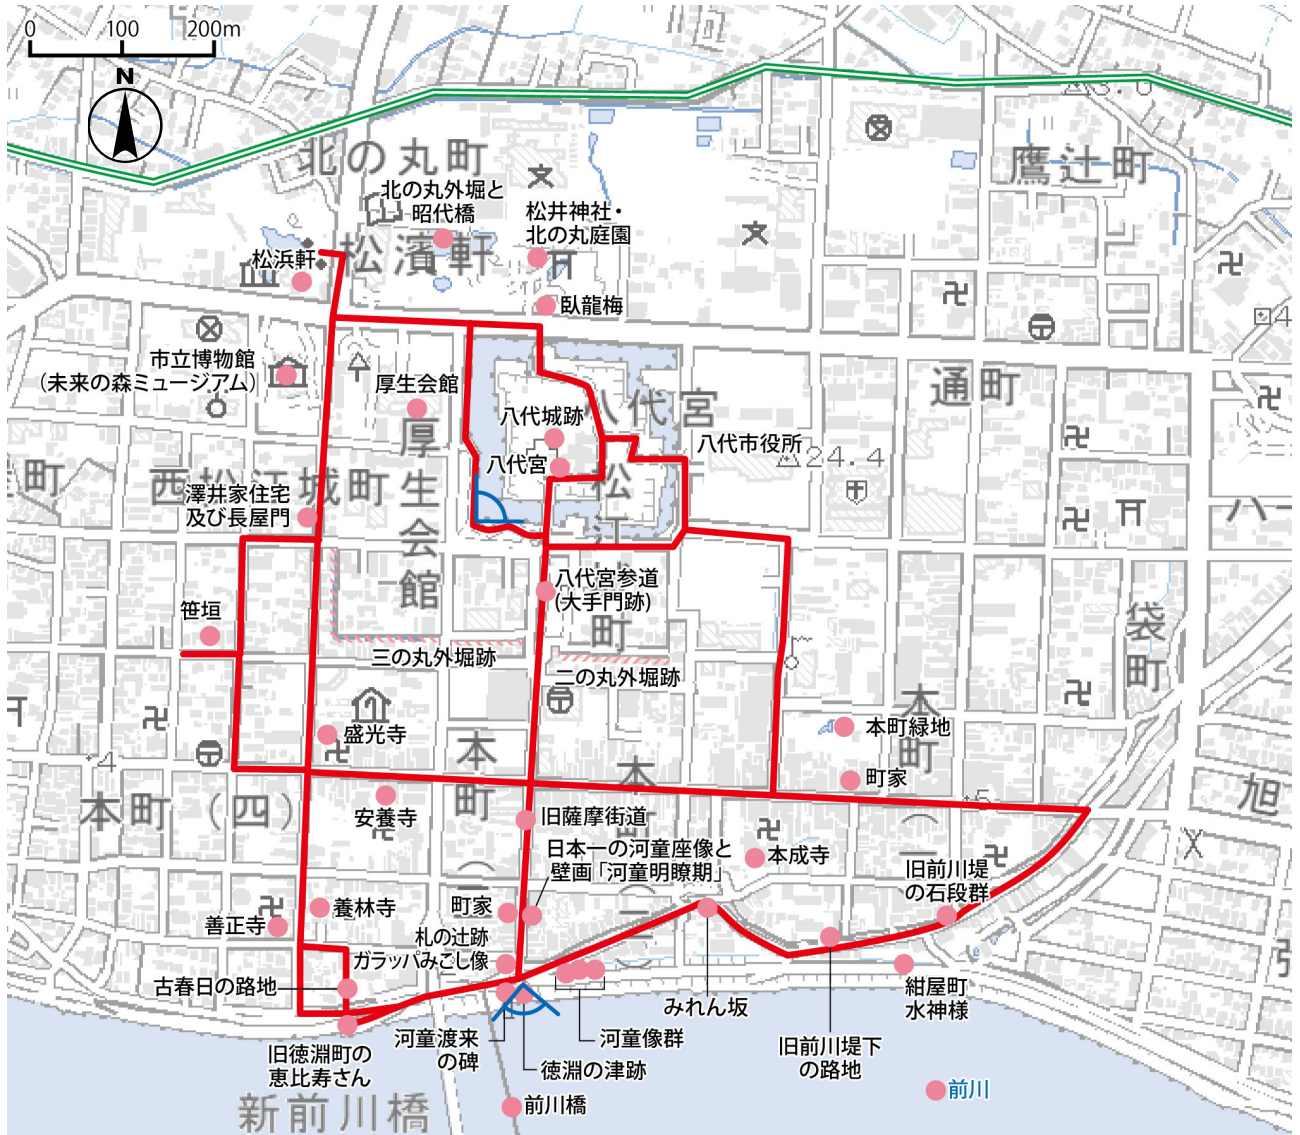 0 100 200m
N
北の丸町
鷹辻町
北の丸外堀と
昭代橋
松井神社・
北の丸庭園
松濱軒
松浜軒
臥龍梅
市立博物館
（未来の森ミュージアム）
厚生会館
通町
八代宮
八代城跡
八代市役所
24.4
八代宮
西松江城町
松江城町
厚生会館
澤井家住宅
及び長屋門
八代宮参道
(大手門跡)
笹垣
袋町
三の丸外堀跡
二の丸外堀跡
盛光寺
本町緑地
町家
本町
本町
本町
4
5
旭
本町（四）
安養寺
旧薩摩街道
日本一の河童座像と
壁画「河童明瞭期」
本成寺
旧前川堤
の石段群
養林寺
善正寺
町家
札の辻跡
ガラッパみこし像
古春日の路地
みれん坂
紺屋町
水神様
河童渡来
の碑
河童像群
旧前川堤下
の路地
旧徳淵町の
恵比寿さん
徳淵の津跡
前川橋
前川
新前川橋